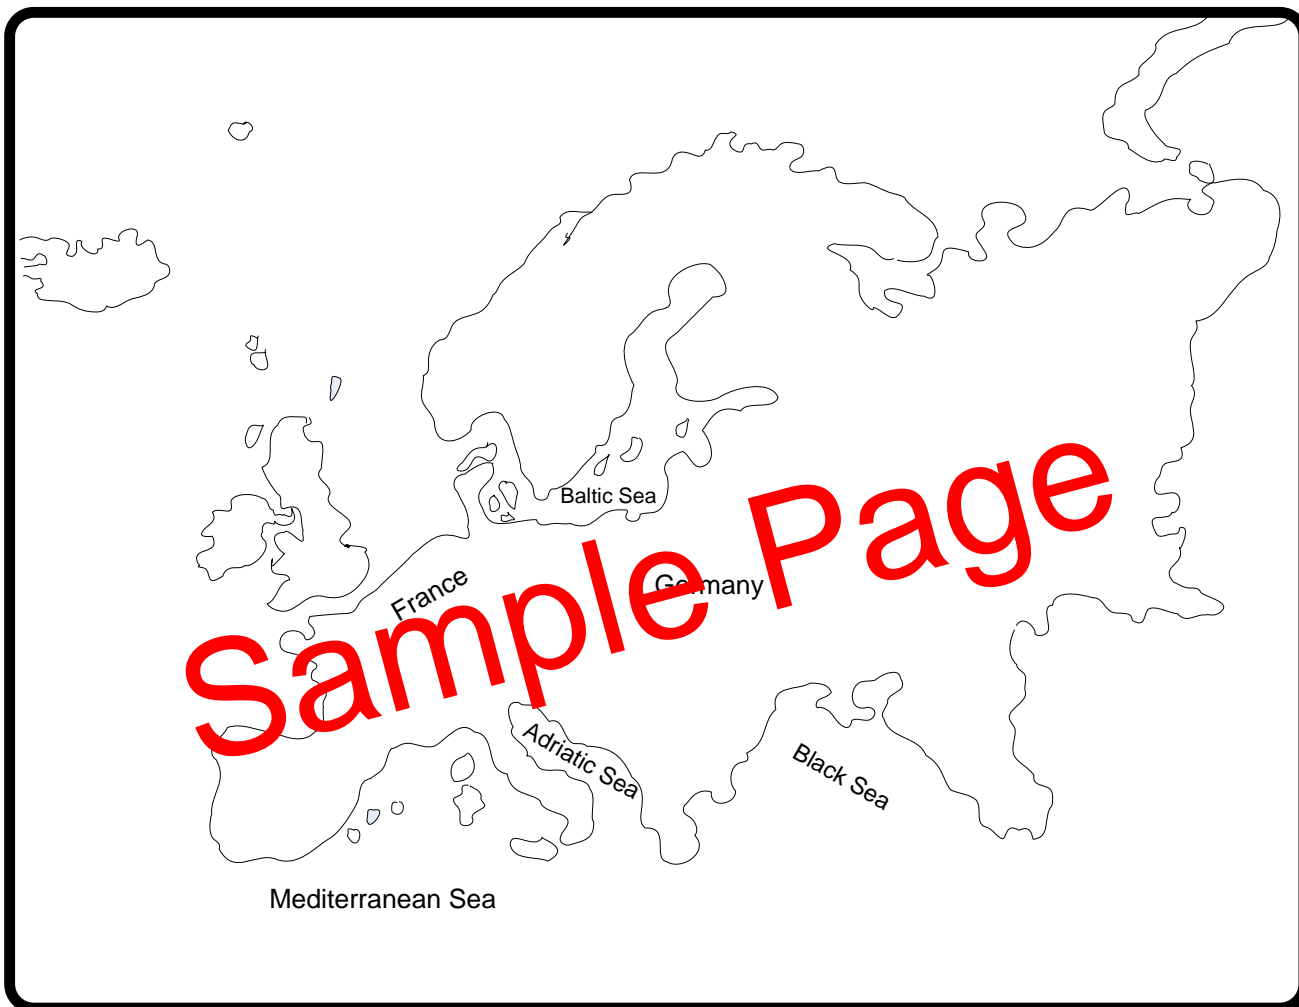 Baltic Sea
France
Germany
Sample Page
Adriatic Sea
Black Sea
Mediterranean Sea